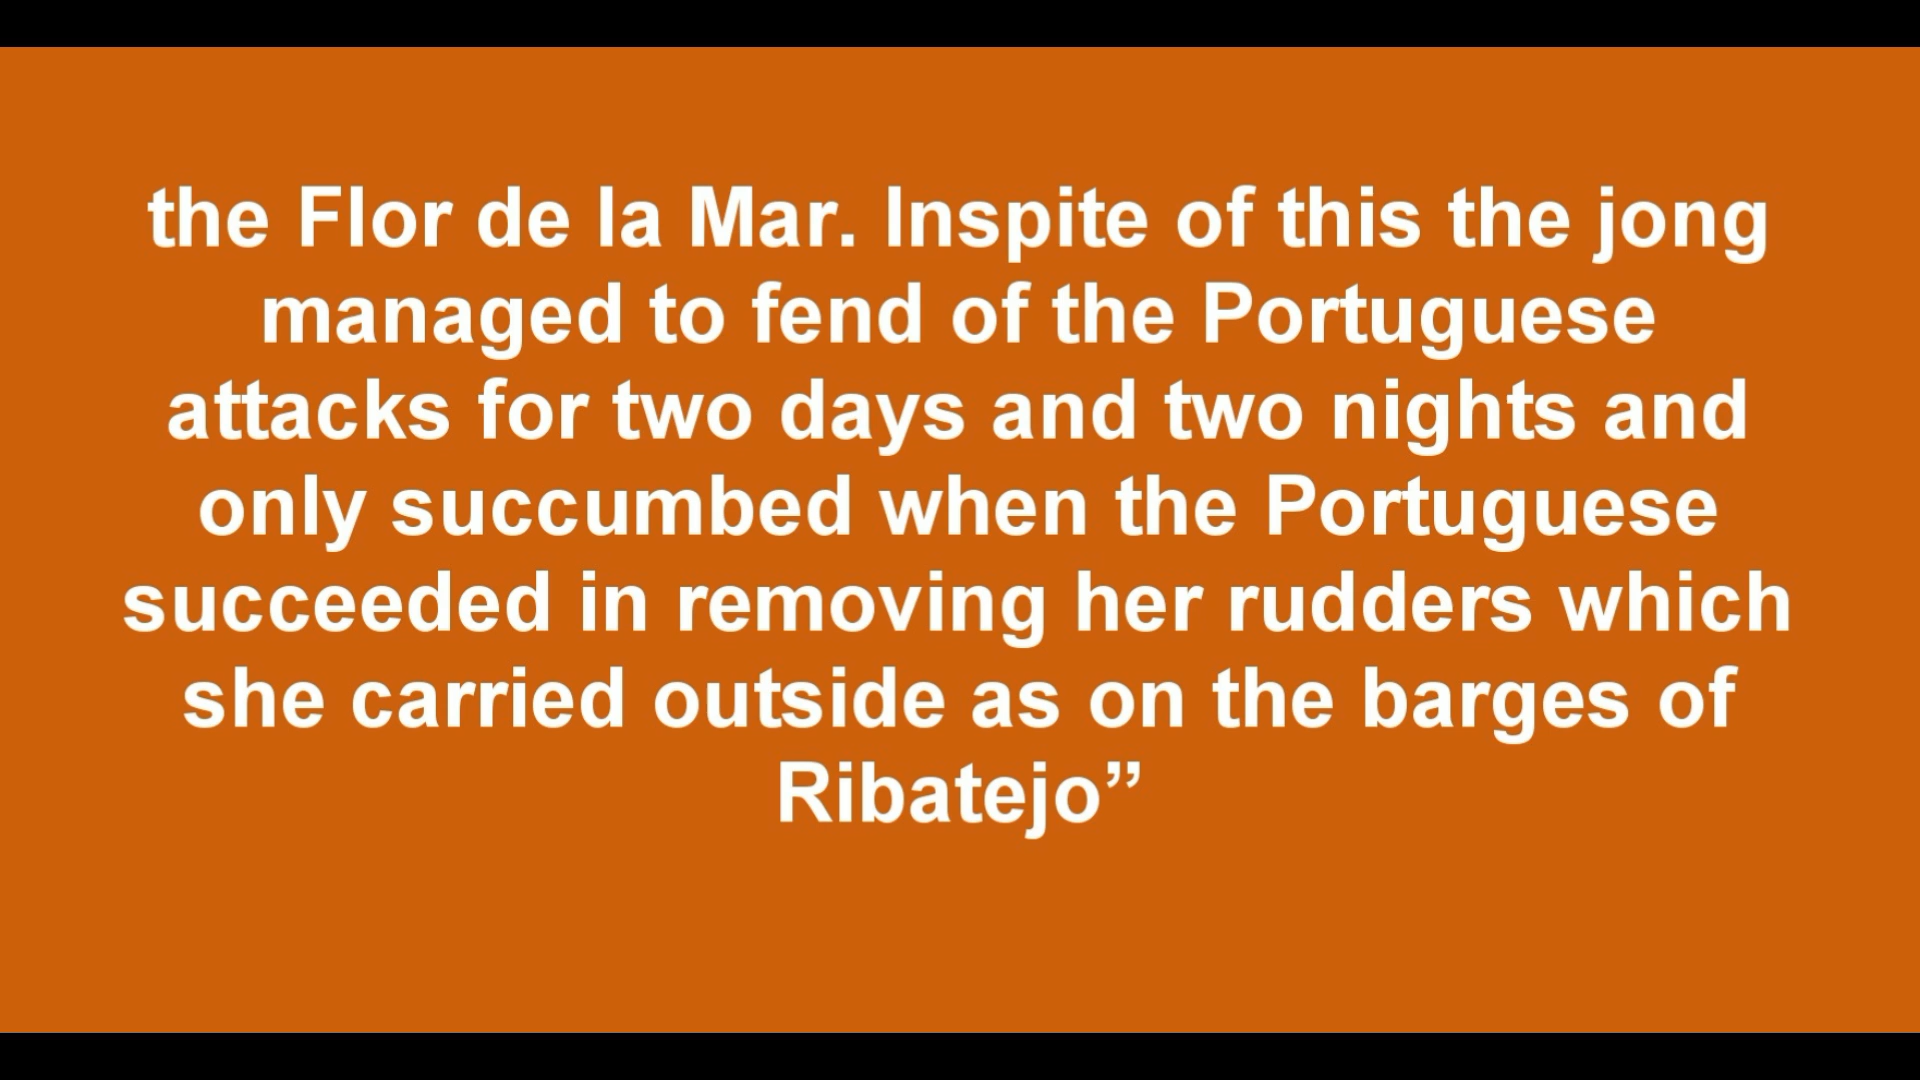 the Flor de la Mar. Inspite of this the jong
managed to fend of the Portuguese
attacks for two days and two nights and
only succumbed when the Portuguese
succeeded in removing her rudders which
she carried outside as on the barges of
Ribatejo”